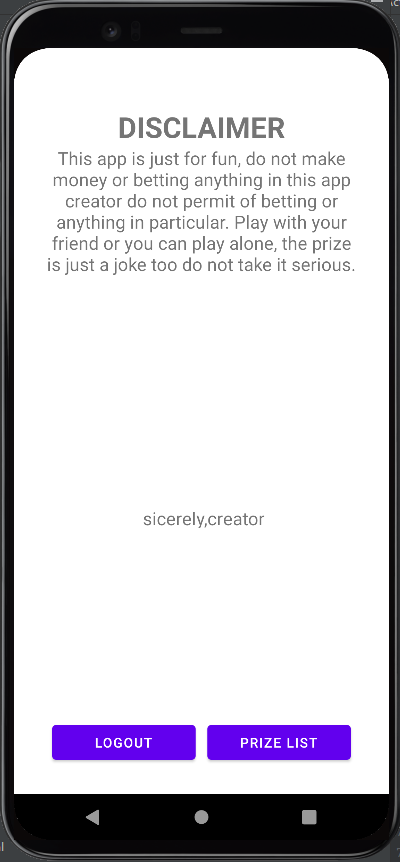 DISCLAIMER
This app is just for fun, do not make
money or betting anything in this app
creator do not permit of betting or
anything in particular. Play with your
friend or you can play alone, the prize
is just a joke too do not take it serious.
sicerely,creator
LOGOUT
PRIZE LIST